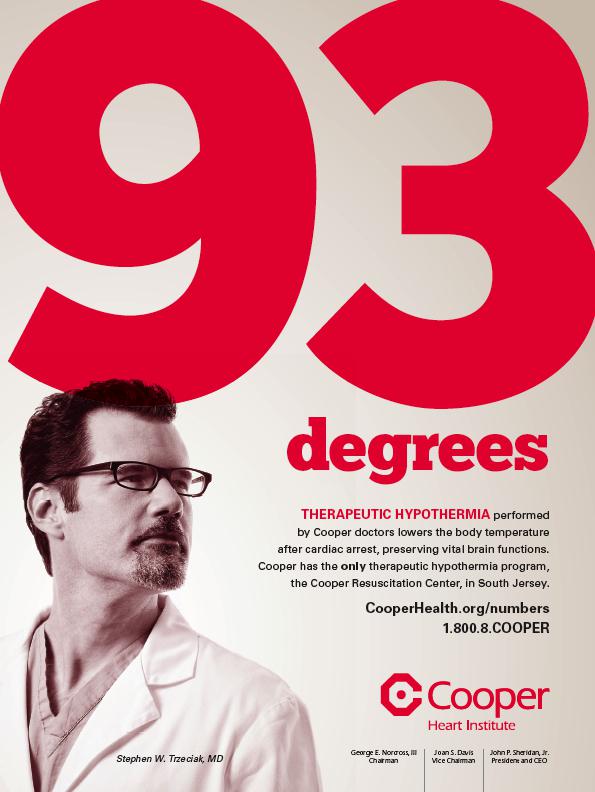 93
degrees
THERAPEUTIC HYPOTHERMIA performed
by Cooper doctors lowers the body temperature
after cardiac arrest, preserving vital brain functions.
Cooper has the only therapeutic hypothermia program,
the Cooper Resuscitation Center, in South Jersey.
CooperHealth.org/numbers
1.800.8.COOPER
Cooper
Heart Institute
Stephen W. Trzeciak, MD
George E. Norcross, III
Chairman
Joan S. Davis
Vice Chairman
John P. Sheridan, Jr.
President and CEO